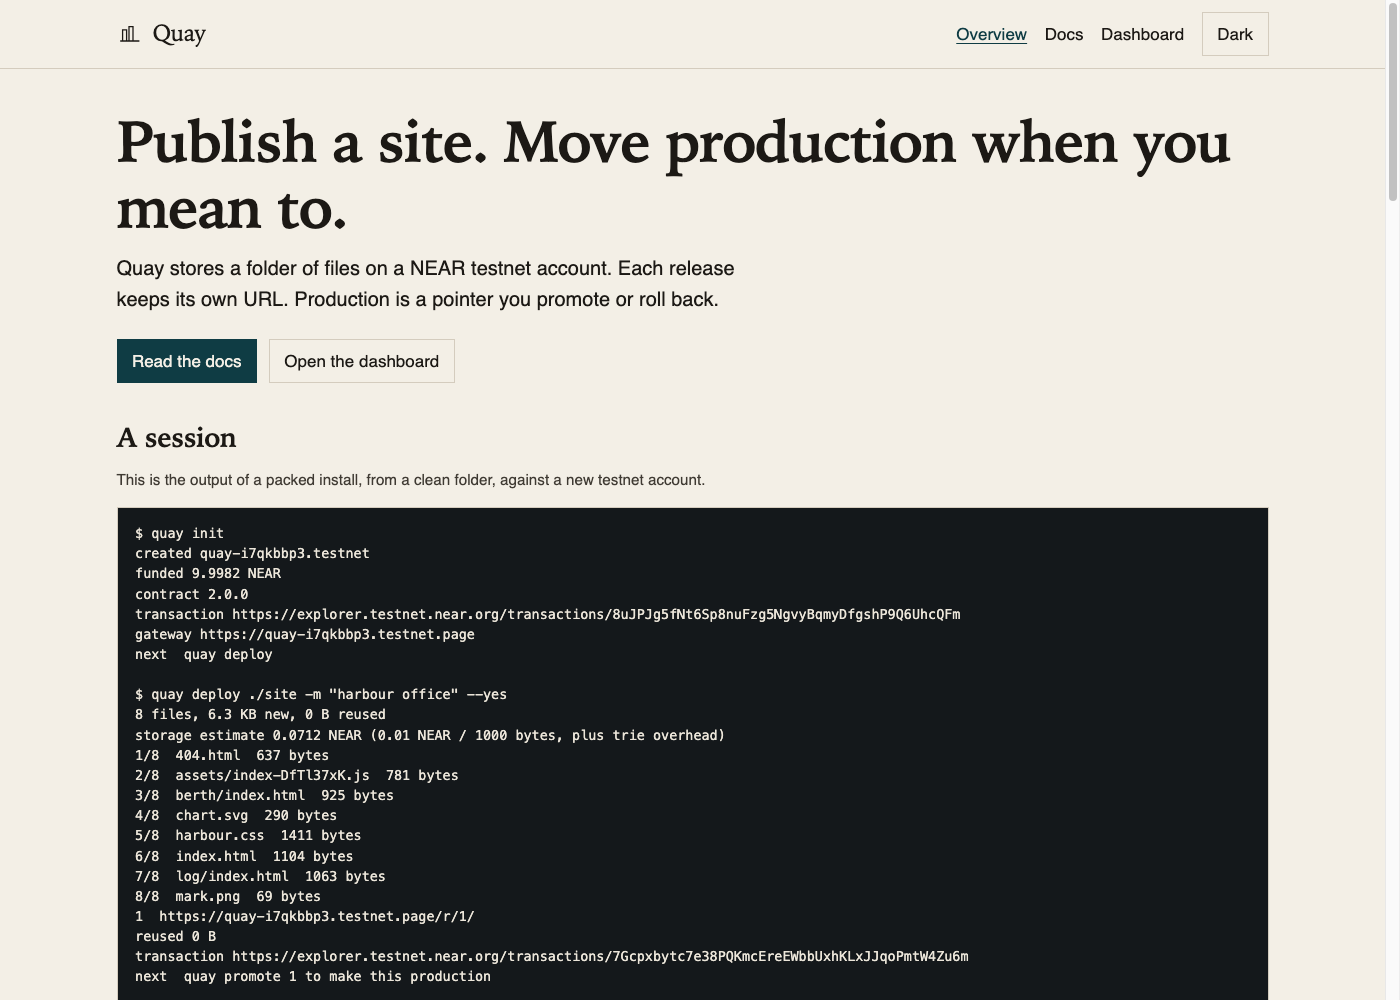 Quay
Overview Docs Dashboard Dark
Publish a site. Move production when you
mean to.
Quay stores a folder of files on a NEAR testnet account. Each release
keeps its own URL. Production is a pointer you promote or roll back.
Read the docs Open the dashboard
A session
This is the output of a packed install, from a clean folder, against a new testnet account.
$ quay init
created quay-i7qkbbp3.testnet
funded 9.9982 NEAR
contract 2.0.0
transaction https://explorer.testnet.near.org/transactions/8uJPJg5fNt6Sp8nuFzg5NgvyBqmyDfgshP9Q6UhcQFm
gateway https://quay-i7qkbbp3.testnet.page
next  quay deploy
$ quay deploy ./site -m "harbour office" --yes
8 files, 6.3 KB new, 0 B reused
storage estimate 0.0712 NEAR (0.01 NEAR / 1000 bytes, plus trie overhead)
1/8  404.html  637 bytes
2/8  assets/index-DfTl37xK.js  781 bytes
3/8  berth/index.html  925 bytes
4/8  chart.svg  290 bytes
5/8  harbour.css  1411 bytes
6/8  index.html  1104 bytes
7/8  log/index.html  1063 bytes
8/8  mark.png  69 bytes
1  https://quay-i7qkbbp3.testnet.page/r/1/
reused 0 B
transaction https://explorer.testnet.near.org/transactions/7Gcpxbytc7e38PQKmcEreEWbbUxhKLxJJqoPmtW4Zu6m
next  quay promote 1 to make this production